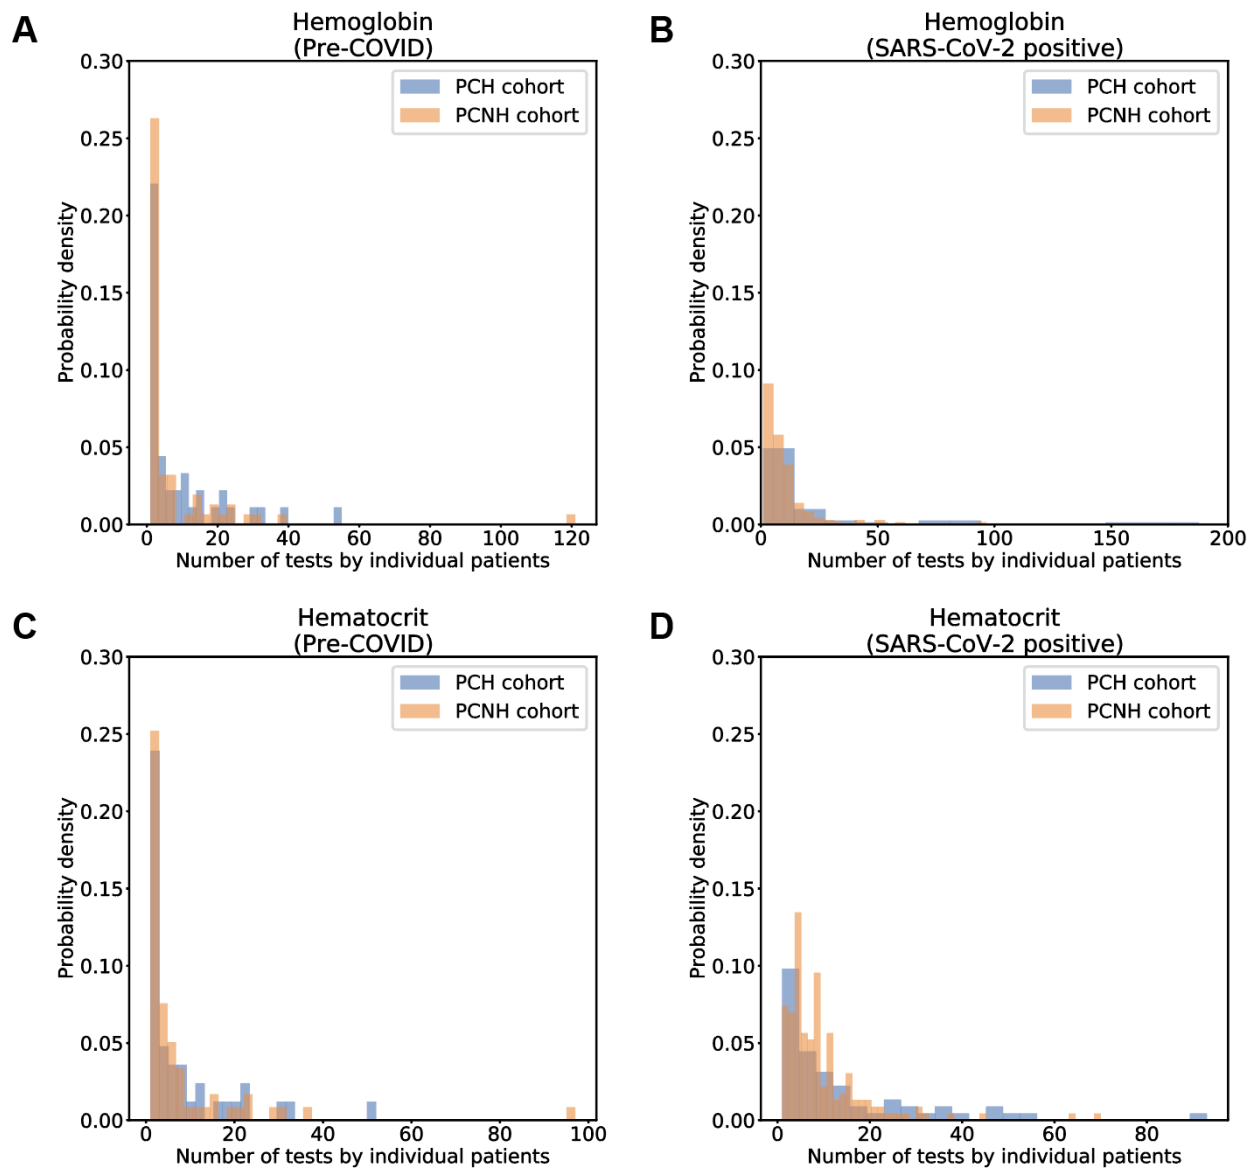 A
Hemoglobin
(Pre-COVID)
0.30
0.25
0.20
0.15
0.10
0.05
0.00
Probability density
PCH cohort
PCNH cohort
0 20 40 60 80 100 120
Number of tests by individual patients
B
Hemoglobin
(SARS-CoV-2 positive)
0.30
0.25
0.20
0.15
0.10
0.05
0.00
Probability density
PCH cohort
PCNH cohort
0 50 100 150 200
Number of tests by individual patients
C
Hematocrit
(Pre-COVID)
0.30
0.25
0.20
0.15
0.10
0.05
0.00
Probability density
PCH cohort
PCNH cohort
0 20 40 60 80 100
Number of tests by individual patients
D
Hematocrit
(SARS-CoV-2 positive)
0.30
0.25
0.20
0.15
0.10
0.05
0.00
Probability density
PCH cohort
PCNH cohort
0 20 40 60 80
Number of tests by individual patients